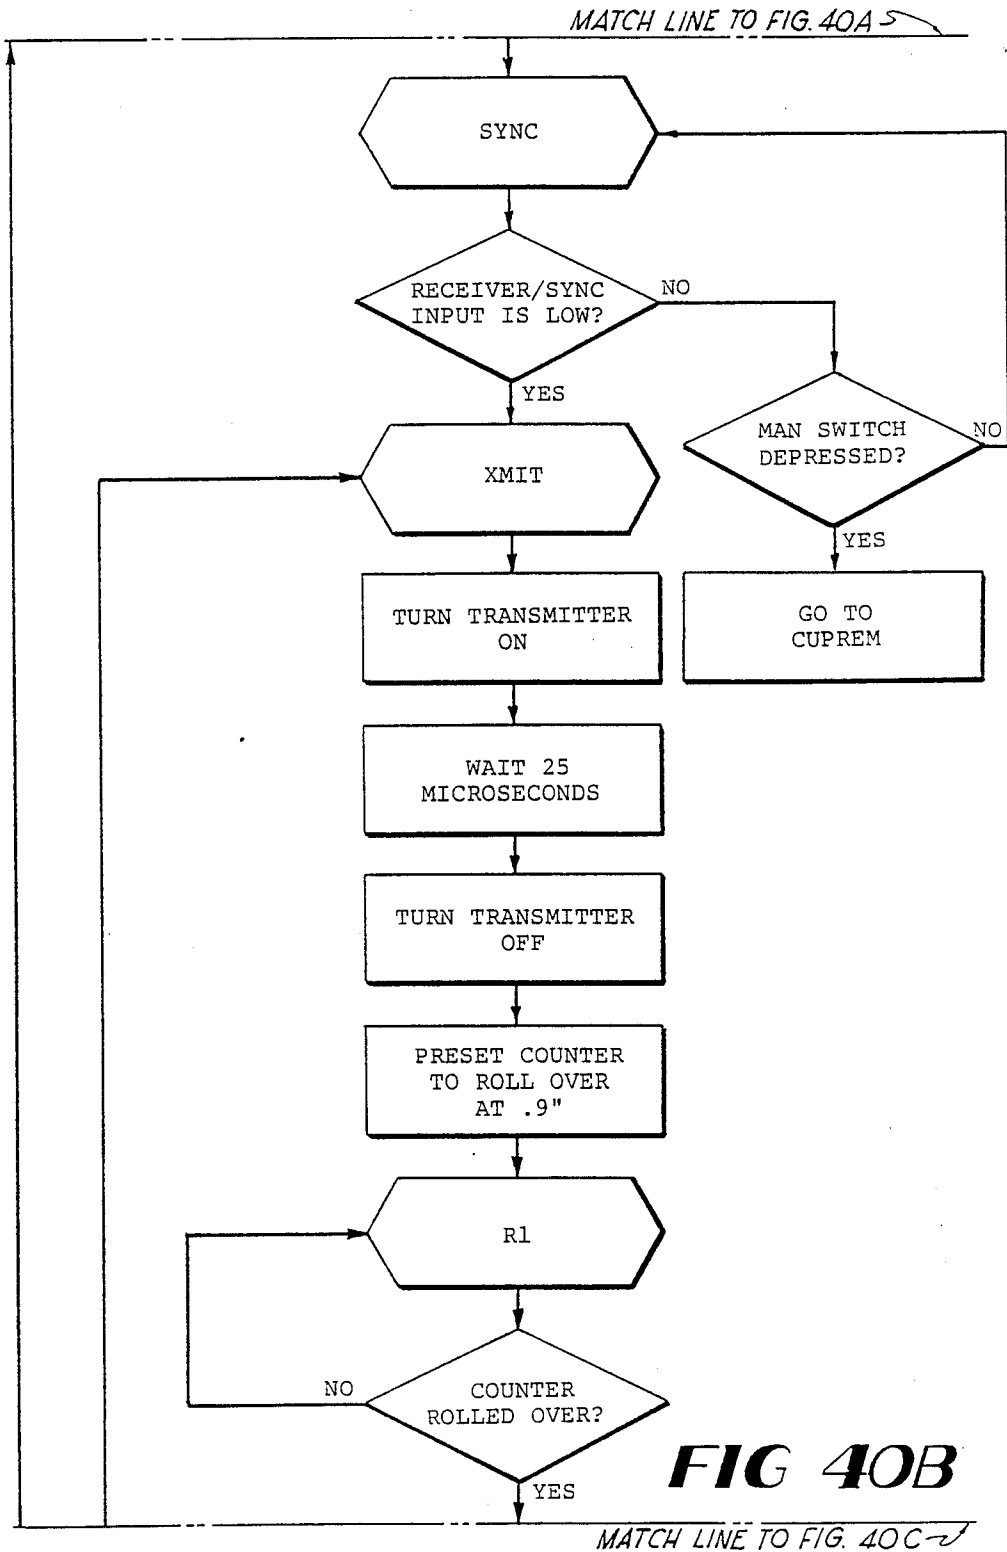 MATCH LINE TO FIG. 40A
SYNC
RECEIVER/SYNC
INPUT IS LOW?
NO
YES
MAN SWITCH
DEPRESSED?
NO
YES
XMIT
TURN TRANSMITTER
ON
GO TO
CUPREM
WAIT 25
MICROSECONDS
TURN TRANSMITTER
OFF
PRESET COUNTER
TO ROLL OVER
AT .9"
R1
COUNTER
ROLLED OVER?
NO
YES
FIG 40B
MATCH LINE TO FIG. 40C